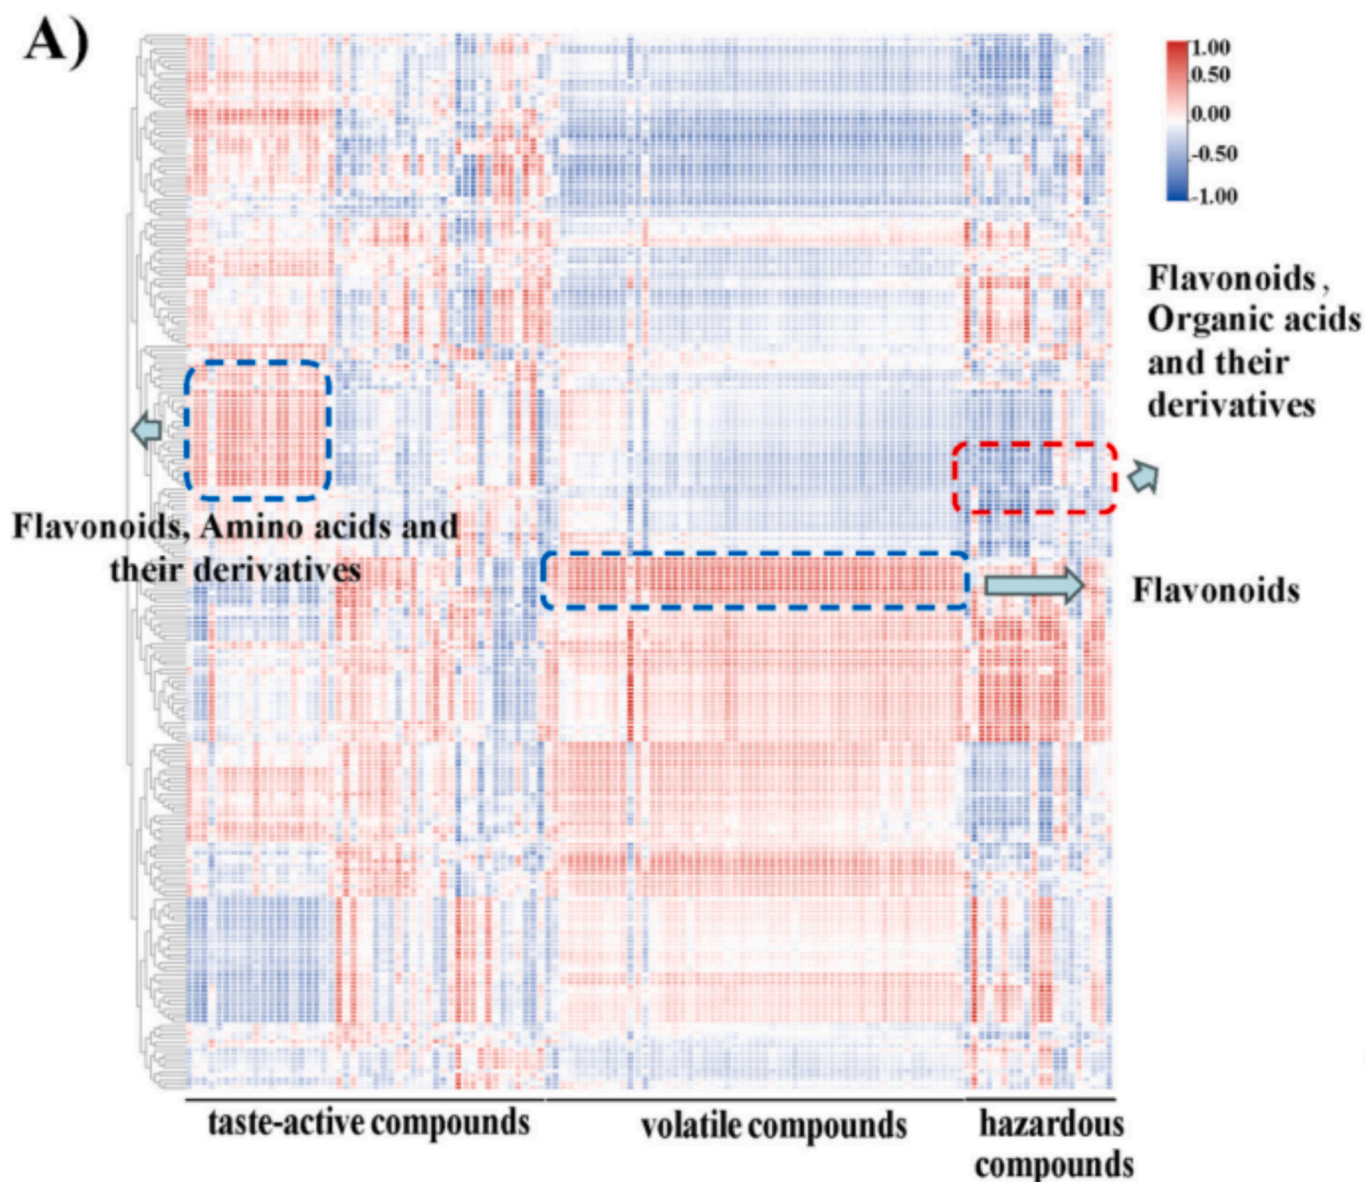 A)
1.00
0.50
0.00
-0.50
-1.00
Flavonoids,
Organic acids
and their
derivatives
Flavonoids, Amino acids and
their derivatives
Flavonoids
taste-active compounds
volatile compounds
hazardous
compounds